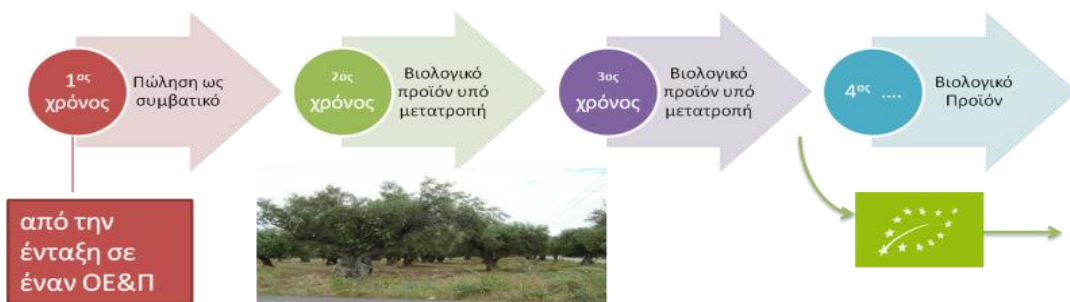 1ος
χρόνος
Πώληση ως
συμβατικό
2ος
χρόνος
Βιολογικό
προϊόν υπό
μετατροπή
3ος
χρόνος
Βιολογικό
προϊόν υπό
μετατροπή
4ος ....
Βιολογικό
Προϊόν
από την
ένταξη σε
έναν ΟΕ&Π